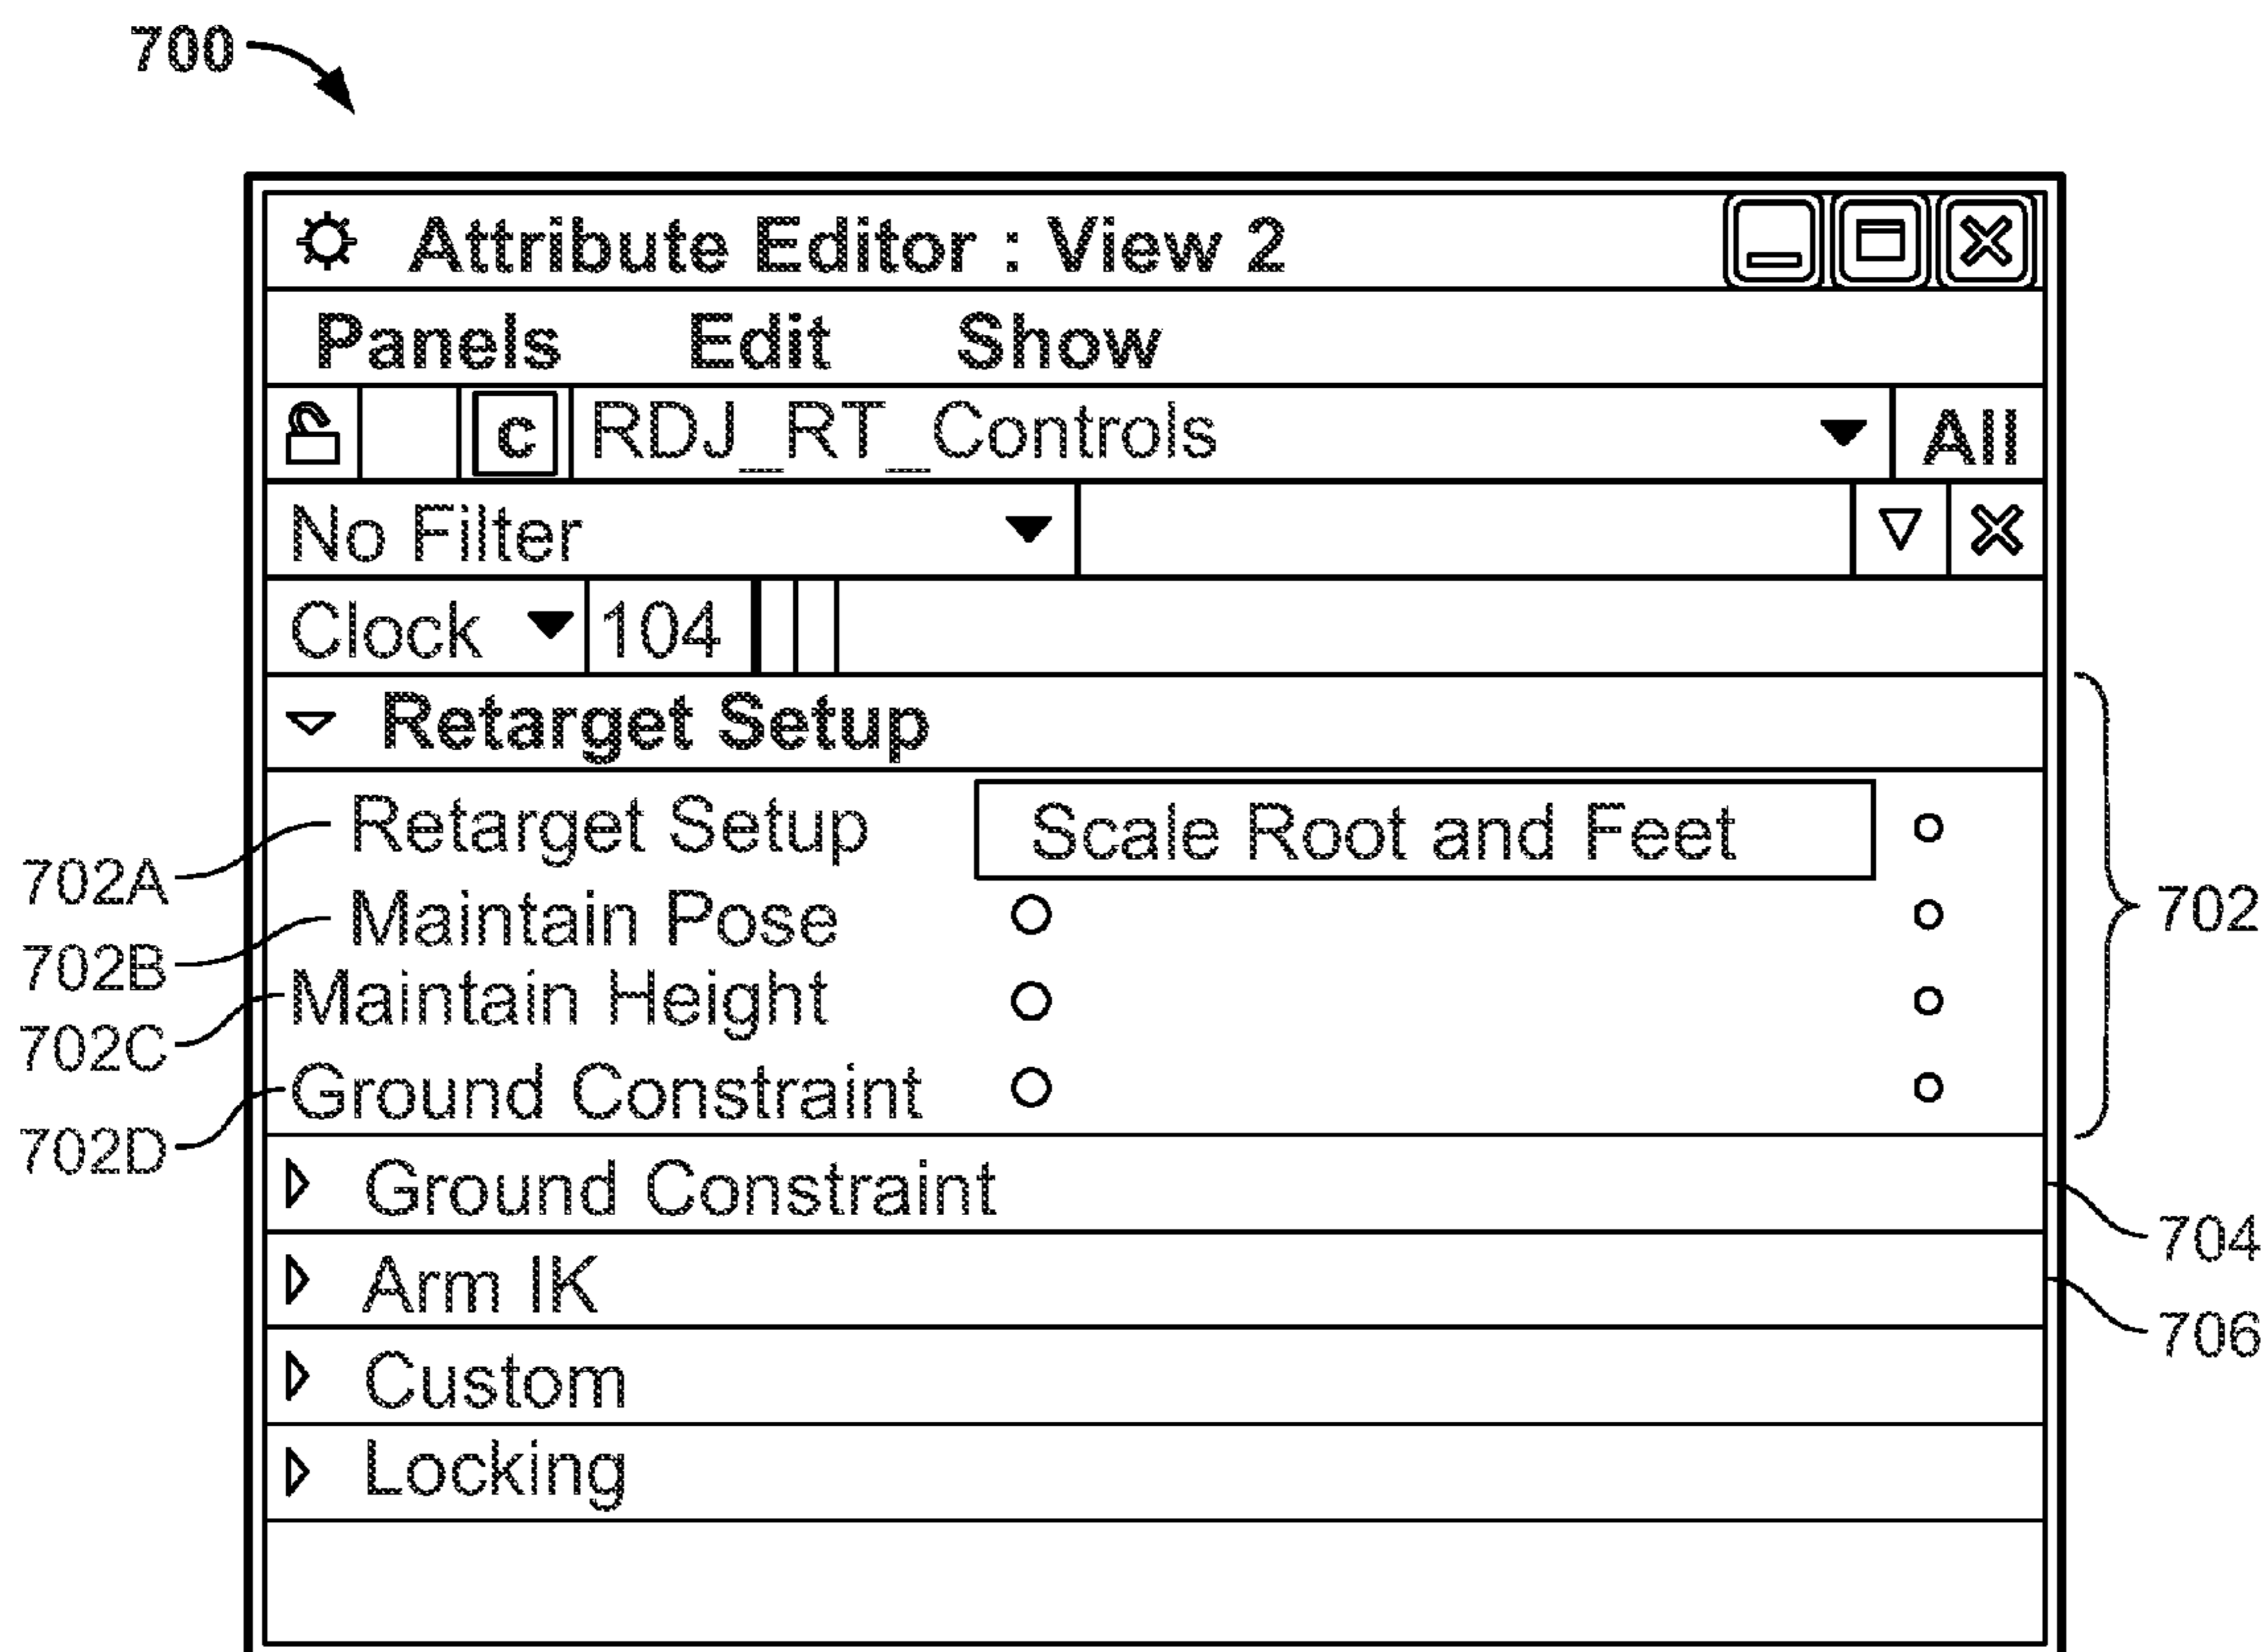 700
Attribute Editor : View 2
Panels Edit Show
c RDJ_RT_Controls All
No Filter
Clock 104
Retarget Setup
702A Retarget Setup Scale Root and Feet
702B Maintain Pose
702
702C Maintain Height
702D Ground Constraint
Ground Constraint
704
Arm IK
706
Custom
Locking